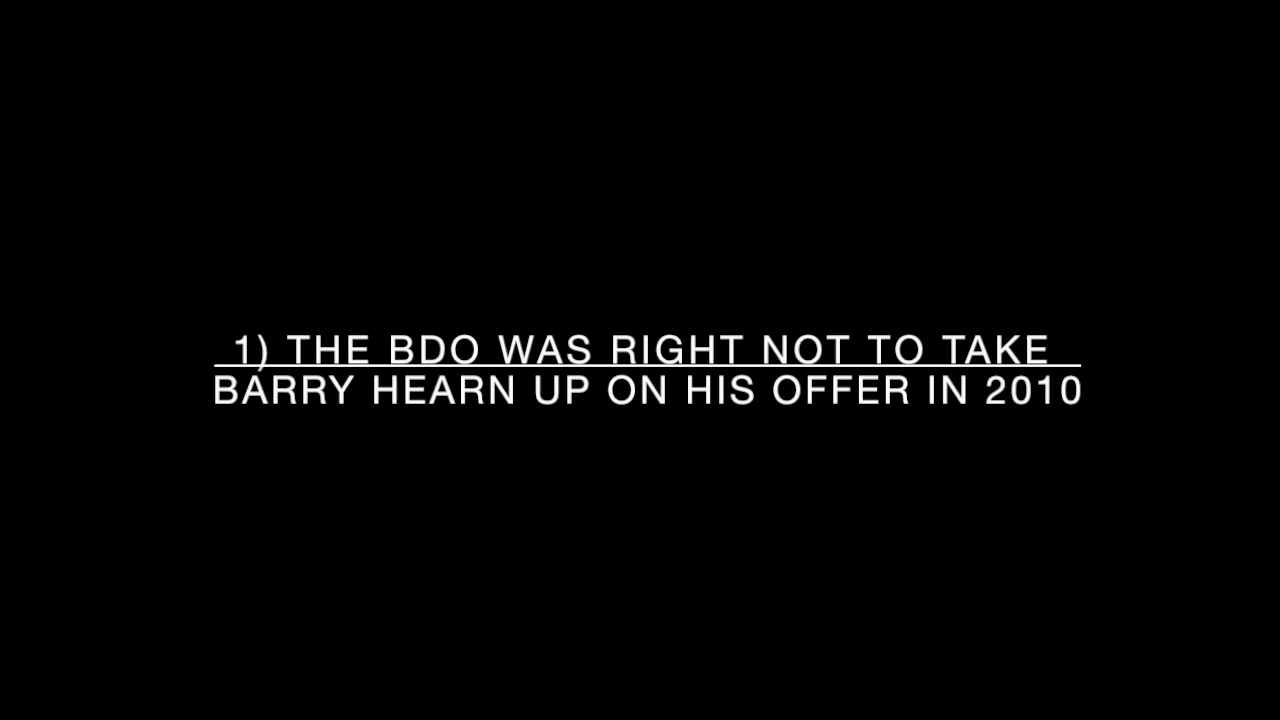 1) THE BDO WAS RIGHT NOT TO TAKE
BARRY HEARN UP ON HIS OFFER IN 2010